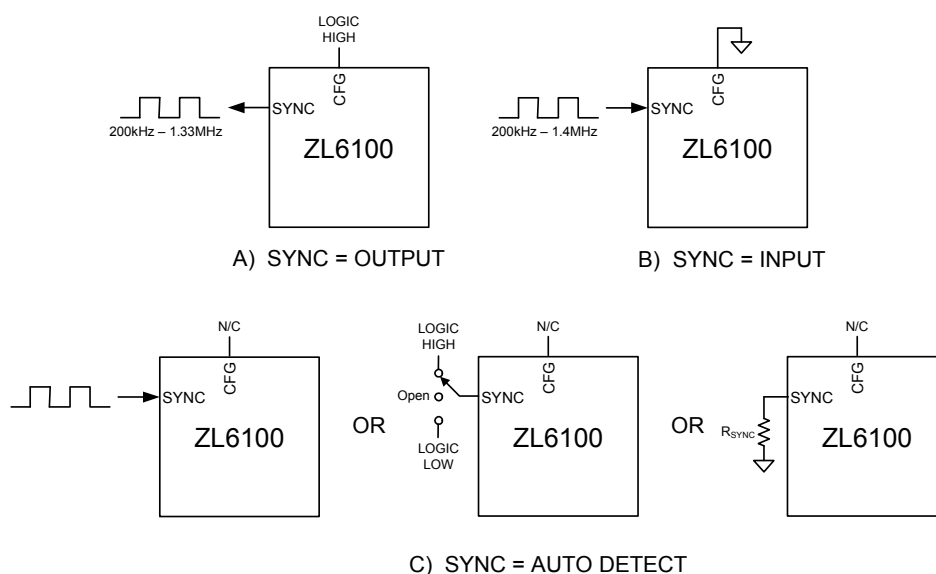 LOGIC
HIGH
CFG
SYNC
200kHz – 1.33MHz
ZL6100
A) SYNC = OUTPUT
CFG
SYNC
200kHz – 1.4MHz
ZL6100
B) SYNC = INPUT
N/C
CFG
SYNC
ZL6100
OR
LOGIC
HIGH
Open
LOGIC
LOW
N/C
CFG
SYNC
ZL6100
OR
RSYNC
N/C
CFG
SYNC
ZL6100
C) SYNC = AUTO DETECT